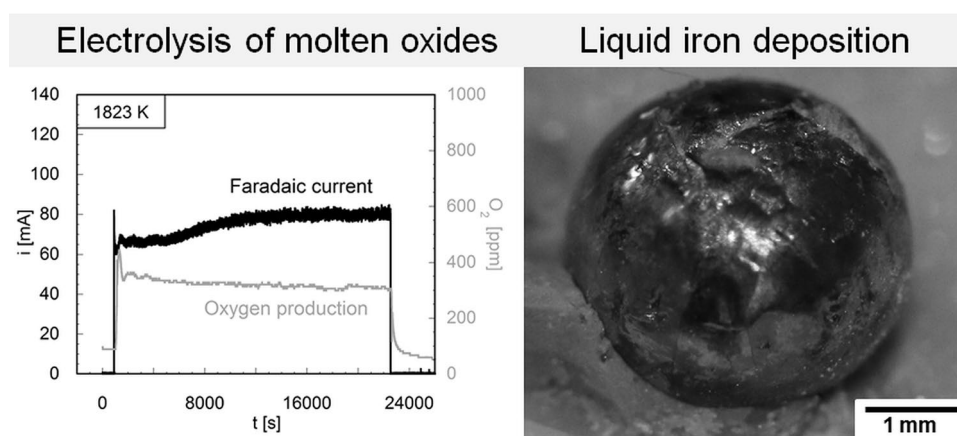 Electrolysis of molten oxides
Liquid iron deposition
140
120
100
80
60
40
20
0
i [mA]
1823 K
Faradaic current
Oxygen production
1000
800
600
400
200
0
O2 [ppm]
0
8000
16000
24000
t [s]
1 mm